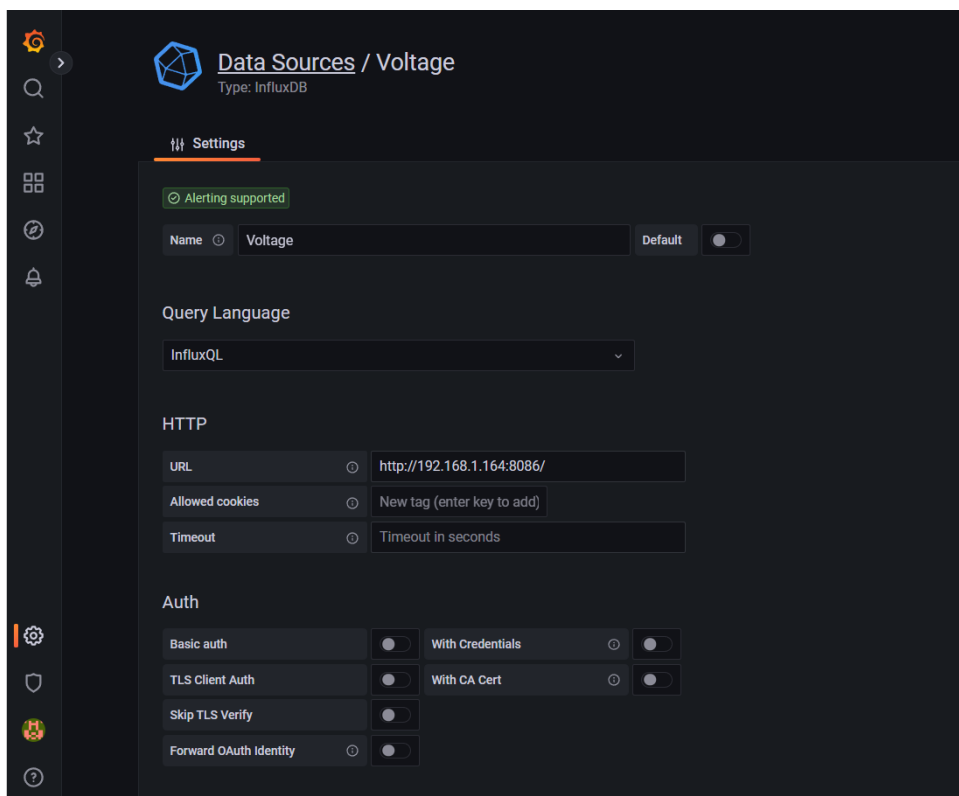 Data Sources / Voltage
Type: InfluxDB
Settings
Alerting supported
Name Voltage Default
Query Language
InfluxQL
HTTP
URL http://192.168.1.164:8086/
Allowed cookies New tag (enter key to add)
Timeout Timeout in seconds
Auth
Basic auth With Credentials
TLS Client Auth With CA Cert
Skip TLS Verify
Forward OAuth Identity